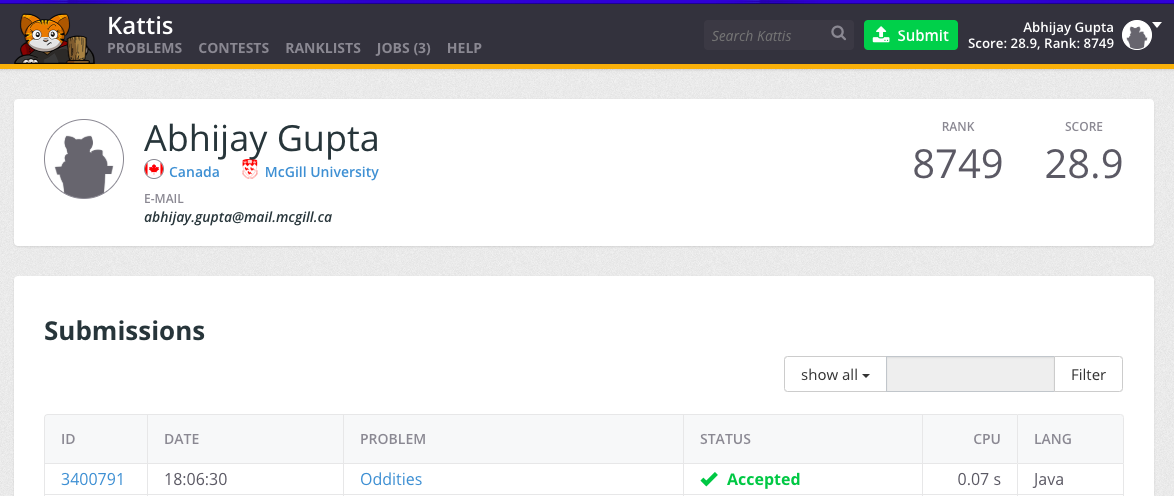 Kattis
PROBLEMS CONTESTS RANKLISTS JOBS (3) HELP
Search Kattis
Submit
Abhijay Gupta
Score: 28.9, Rank: 8749
Abhijay Gupta
Canada McGill University
E-MAIL
abhijay.gupta@mail.mcgill.ca
RANK SCORE
8749 28.9
Submissions
show all Filter
ID DATE PROBLEM STATUS CPU LANG
3400791 18:06:30 Oddities Accepted 0.07 s Java